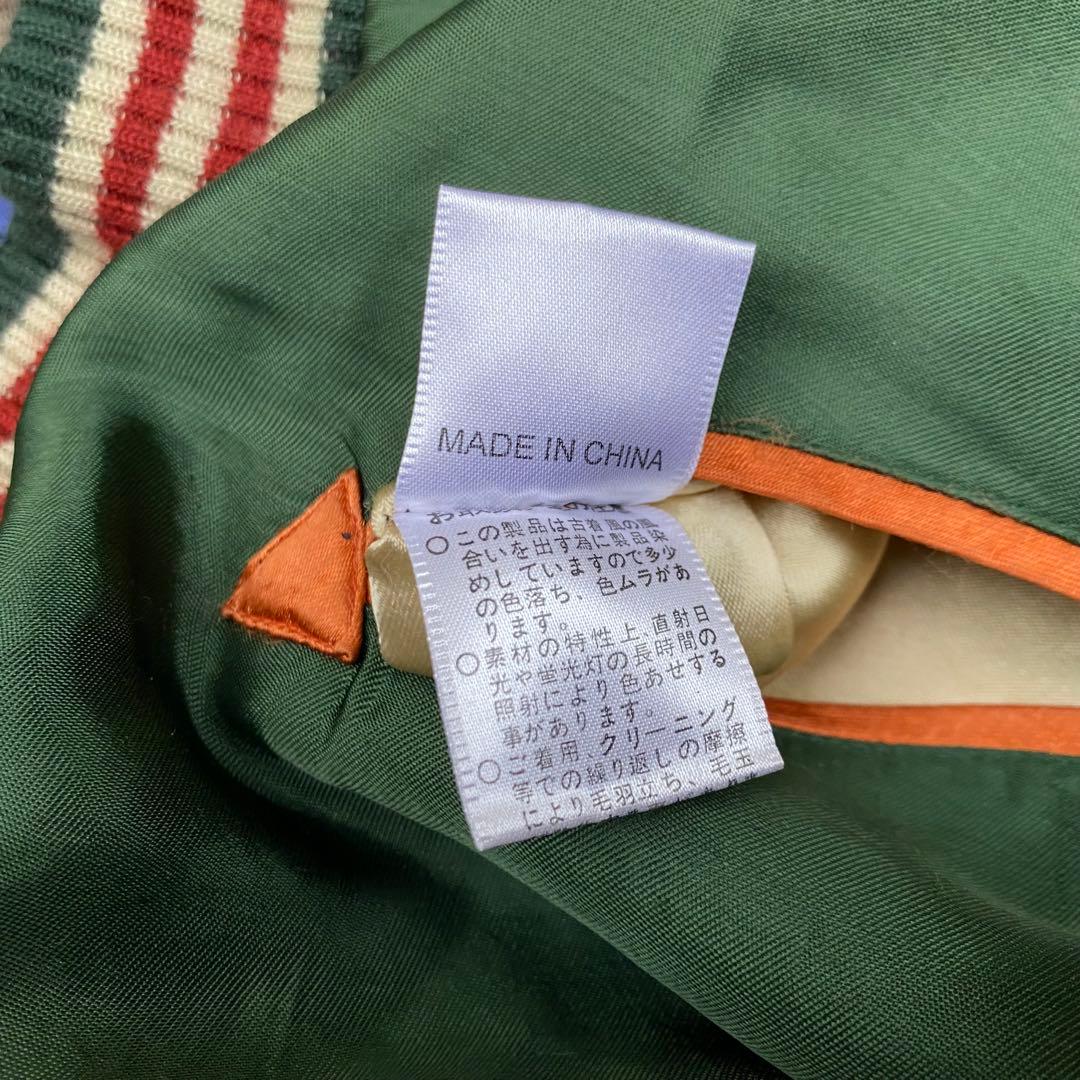 MADE IN CHINA
○ この製品は古着風の風
合いを出す為に製品染
めしていますので多少
の色落ち、色ムラがあ
ります。
○ 素材の特性上、直射日
光や蛍光灯の長時間の
照射により色あせする
事があります。
○ ご着用、クリーニング
等での繰り返しの摩擦
により毛羽立ち、毛玉